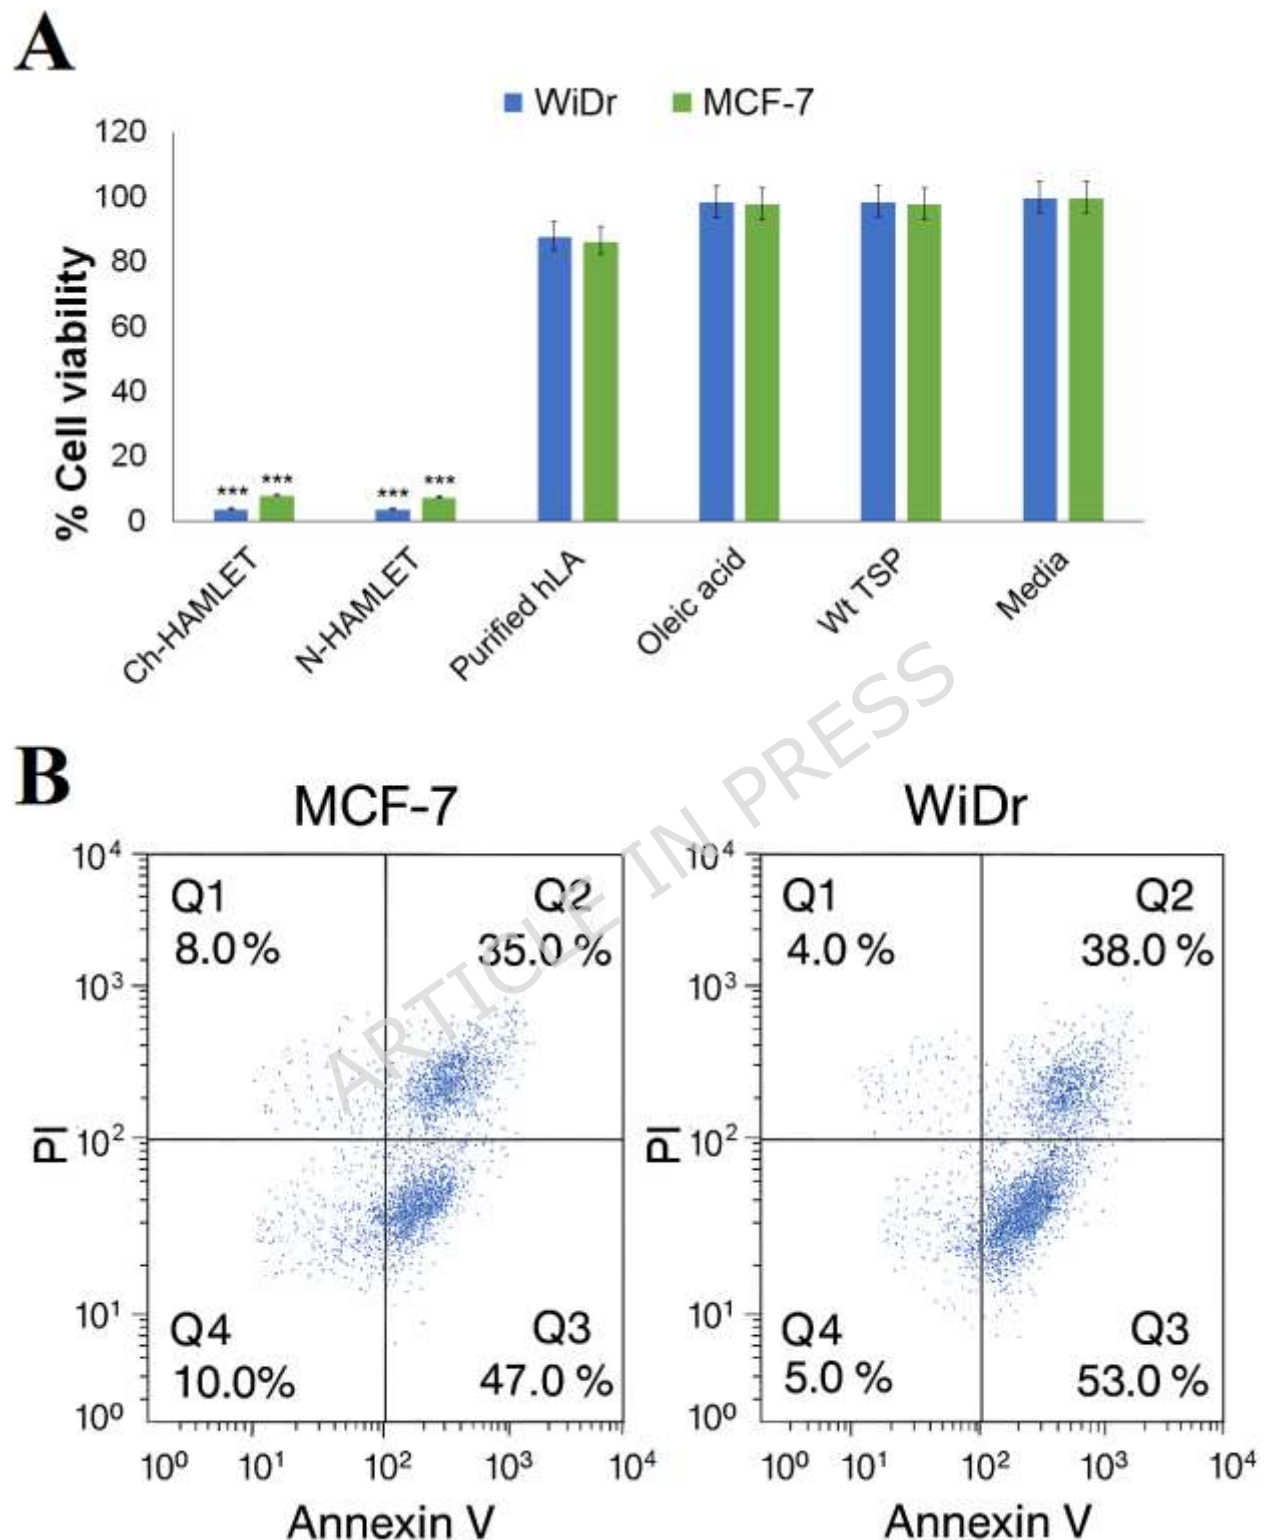 A
WiDr MCF-7
120
100
80
60
40
20
0
% Cell viability
*** *** *** ***
Ch-HAMLET N-HAMLET Purified hLA Oleic acid Wt TSP Media
ARTICLE IN PRESS
B
MCF-7 WiDr
10⁴ 10³ 10² 10¹ 10⁰
PI
Q1 Q2
8.0 % 35.0 %
Q4 Q3
10.0% 47.0 %
10⁰ 10¹ 10² 10³ 10⁴
Annexin V
10⁴ 10³ 10² 10¹ 10⁰
PI
Q1 Q2
4.0 % 38.0 %
Q4 Q3
5.0 % 53.0 %
10⁰ 10¹ 10² 10³ 10⁴
Annexin V